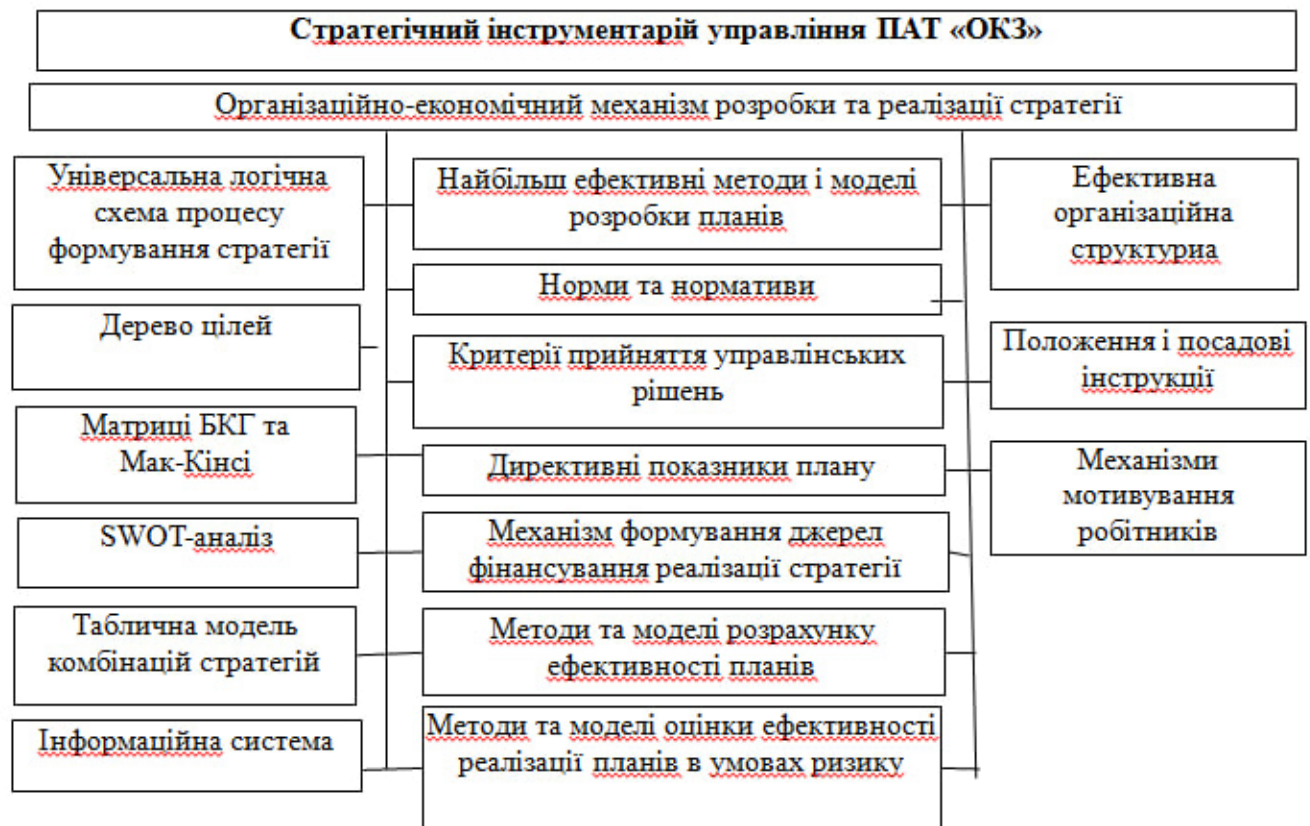 Стратегічний інструментарій управління ПАТ «ОКЗ»
Організаційно-економічний механізм розробки та реалізації стратегії
Універсальна логічна
схема процесу
формування стратегії
Дерево цілей
Матриці БКГ та
Мак-Кінсі
SWOT-аналіз
Таблична модель
комбінацій стратегій
Інформаційна система
Найбільш ефективні методи і моделі
розробки планів
Норми та нормативи
Критерії прийняття управлінських
рішень
Директивні показники плану
Механізм формування джерел
фінансування реалізації стратегії
Методи та моделі розрахунку
ефективності планів
Методи та моделі оцінки ефективності
реалізації планів в умовах ризику
Ефективна
організаційна
структуриа
Положення і посадові
інструкції
Механізми
мотивування
робітників